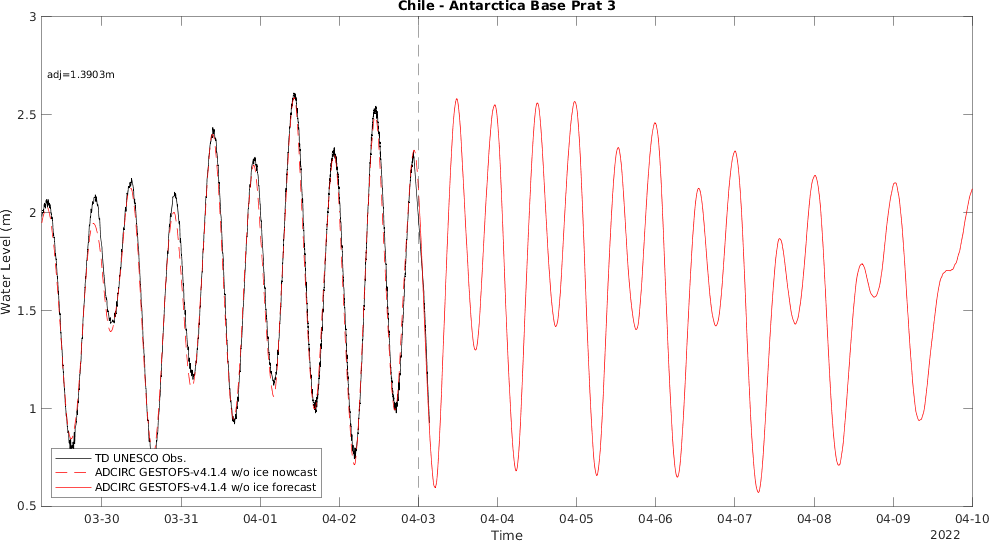 Chile - Antarctica Base Prat 3
3
adj=1.3903m
2.5
2
Water Level (m)
1.5
1
0.5
TD UNESCO Obs.
ADCIRC GESTOFS-v4.1.4 w/o ice nowcast
ADCIRC GESTOFS-v4.1.4 w/o ice forecast
03-30 03-31 04-01 04-02 04-03 04-04 04-05 04-06 04-07 04-08 04-09 04-10
Time
2022